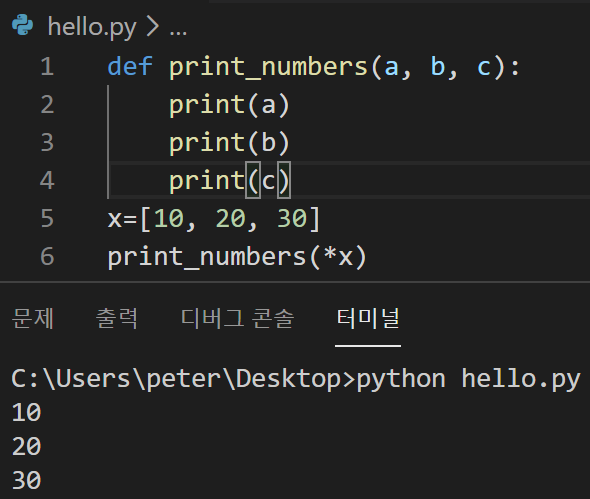 hello.py > ...
1 def print_numbers(a, b, c):
2     print(a)
3     print(b)
4     print(c)
5 x=[10, 20, 30]
6 print_numbers(*x)
문제 출력 디버그 콘솔 터미널
C:\Users\peter\Desktop>python hello.py
10
20
30